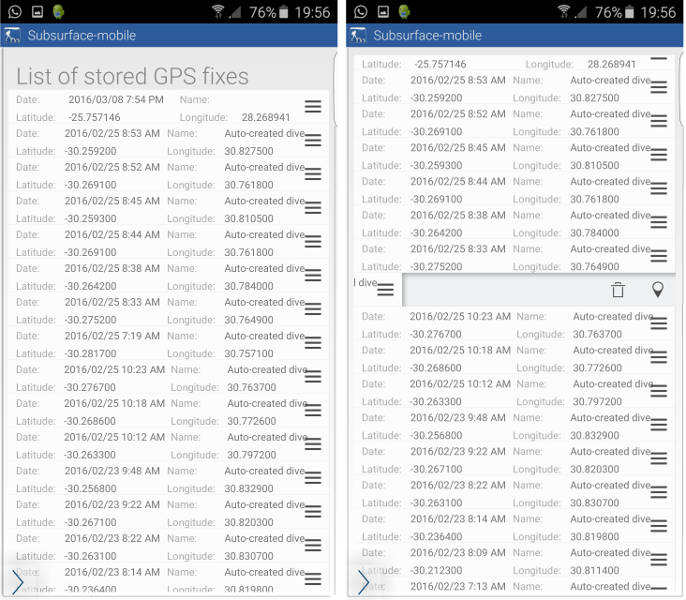 76% 19:56
Subsurface-mobile
List of stored GPS fixes
Date: 2016/03/08 7:54 PM Name:
Latitude: -25.757146 Longitude: 28.268941
Date: 2016/02/25 8:53 AM Name: Auto-created dive
Latitude: -30.259200 Longitude: 30.827500
Date: 2016/02/25 8:52 AM Name: Auto-created dive
Latitude: -30.269100 Longitude: 30.761800
Date: 2016/02/25 8:45 AM Name: Auto-created dive
Latitude: -30.259300 Longitude: 30.810500
Date: 2016/02/25 8:44 AM Name: Auto-created dive
Latitude: -30.269100 Longitude: 30.761800
Date: 2016/02/25 8:38 AM Name: Auto-created dive
Latitude: -30.264200 Longitude: 30.784000
Date: 2016/02/25 8:33 AM Name: Auto-created dive
Latitude: -30.275200 Longitude: 30.764900
Date: 2016/02/25 7:19 AM Name: Auto-created dive
Latitude: -30.281700 Longitude: 30.757100
Date: 2016/02/25 10:23 AM Name: Auto-created dive
Latitude: -30.276700 Longitude: 30.763700
Date: 2016/02/25 10:18 AM Name: Auto-created dive
Latitude: -30.268600 Longitude: 30.772600
Date: 2016/02/25 10:12 AM Name: Auto-created dive
Latitude: -30.263300 Longitude: 30.797200
Date: 2016/02/23 9:48 AM Name: Auto-created dive
Latitude: -30.256800 Longitude: 30.832900
Date: 2016/02/23 9:22 AM Name: Auto-created dive
Latitude: -30.267100 Longitude: 30.820300
Date: 2016/02/23 8:22 AM Name: Auto-created dive
Latitude: -30.263100 Longitude: 30.830700
Date: 2016/02/23 8:14 AM Name: Auto-created dive
Latitude: -30.236400 Longitude: 30.819800
76% 19:56
Subsurface-mobile
Latitude: -25.757146 Longitude: 28.268941
Date: 2016/02/25 8:53 AM Name: Auto-created dive
Latitude: -30.259200 Longitude: 30.827500
Date: 2016/02/25 8:52 AM Name: Auto-created dive
Latitude: -30.269100 Longitude: 30.761800
Date: 2016/02/25 8:45 AM Name: Auto-created dive
Latitude: -30.259300 Longitude: 30.810500
Date: 2016/02/25 8:44 AM Name: Auto-created dive
Latitude: -30.269100 Longitude: 30.761800
Date: 2016/02/25 8:38 AM Name: Auto-created dive
Latitude: -30.264200 Longitude: 30.784000
Date: 2016/02/25 8:33 AM Name: Auto-created dive
Latitude: -30.275200 Longitude: 30.764900
l dive
Date: 2016/02/25 10:23 AM Name: Auto-created dive
Latitude: -30.276700 Longitude: 30.763700
Date: 2016/02/25 10:18 AM Name: Auto-created dive
Latitude: -30.268600 Longitude: 30.772600
Date: 2016/02/25 10:12 AM Name: Auto-created dive
Latitude: -30.263300 Longitude: 30.797200
Date: 2016/02/23 9:48 AM Name: Auto-created dive
Latitude: -30.256800 Longitude: 30.832900
Date: 2016/02/23 9:22 AM Name: Auto-created dive
Latitude: -30.267100 Longitude: 30.820300
Date: 2016/02/23 8:22 AM Name: Auto-created dive
Latitude: -30.263100 Longitude: 30.830700
Date: 2016/02/23 8:14 AM Name: Auto-created dive
Latitude: -30.236400 Longitude: 30.819800
Date: 2016/02/23 8:09 AM Name: Auto-created dive
Latitude: -30.212300 Longitude: 30.811400
Date: 2016/02/23 7:13 AM Name: Auto-created dive